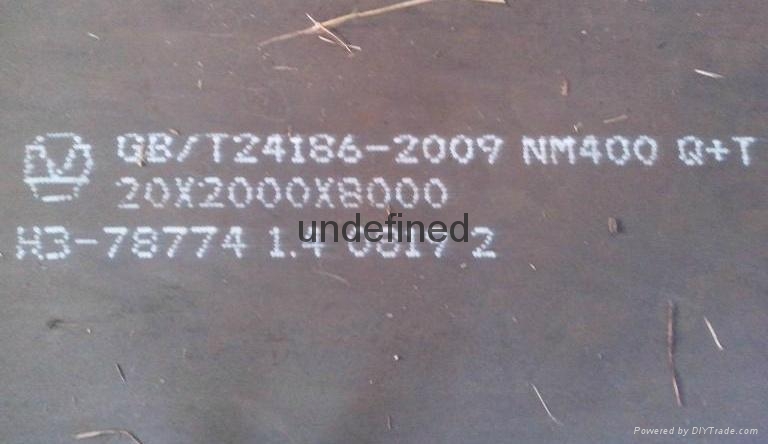 GB/T24186-2009 NM400 Q+T
20X2000X8000
undefined
H3-78774 1.4 2
Powered by DIYTrade.com